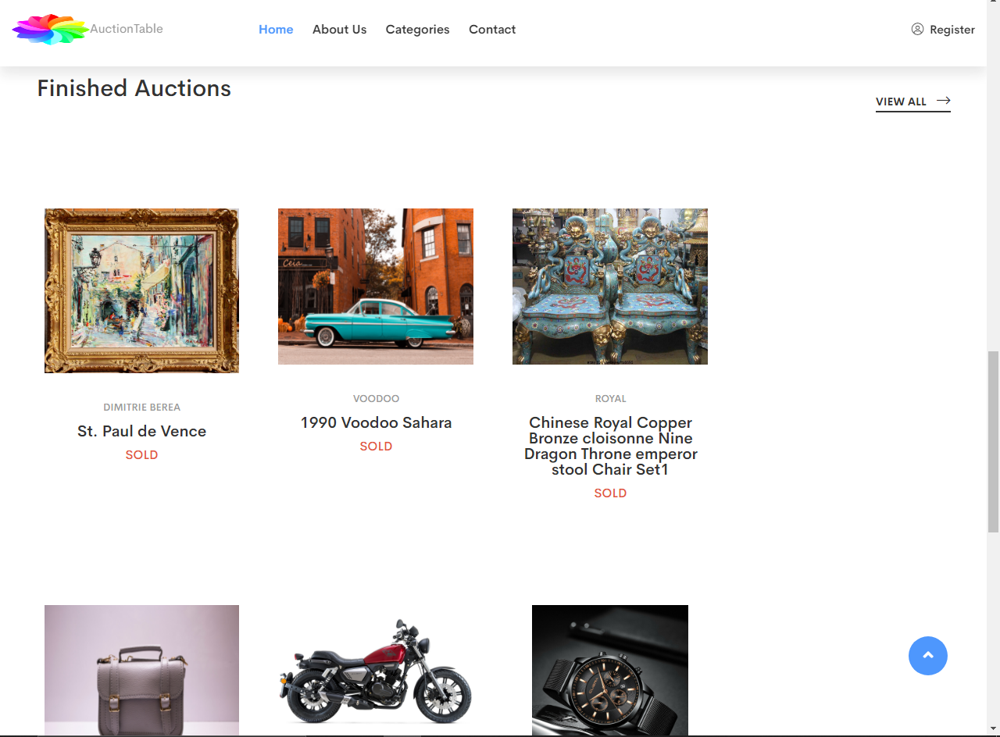 AuctionTable
Home About Us Categories Contact
Register
Finished Auctions
VIEW ALL
Ceia
DIMITRIE BEREA
St. Paul de Vence
SOLD
VOODOO
1990 Voodoo Sahara
SOLD
ROYAL
Chinese Royal Copper
Bronze cloisonne Nine
Dragon Throne emperor
stool Chair Set1
SOLD